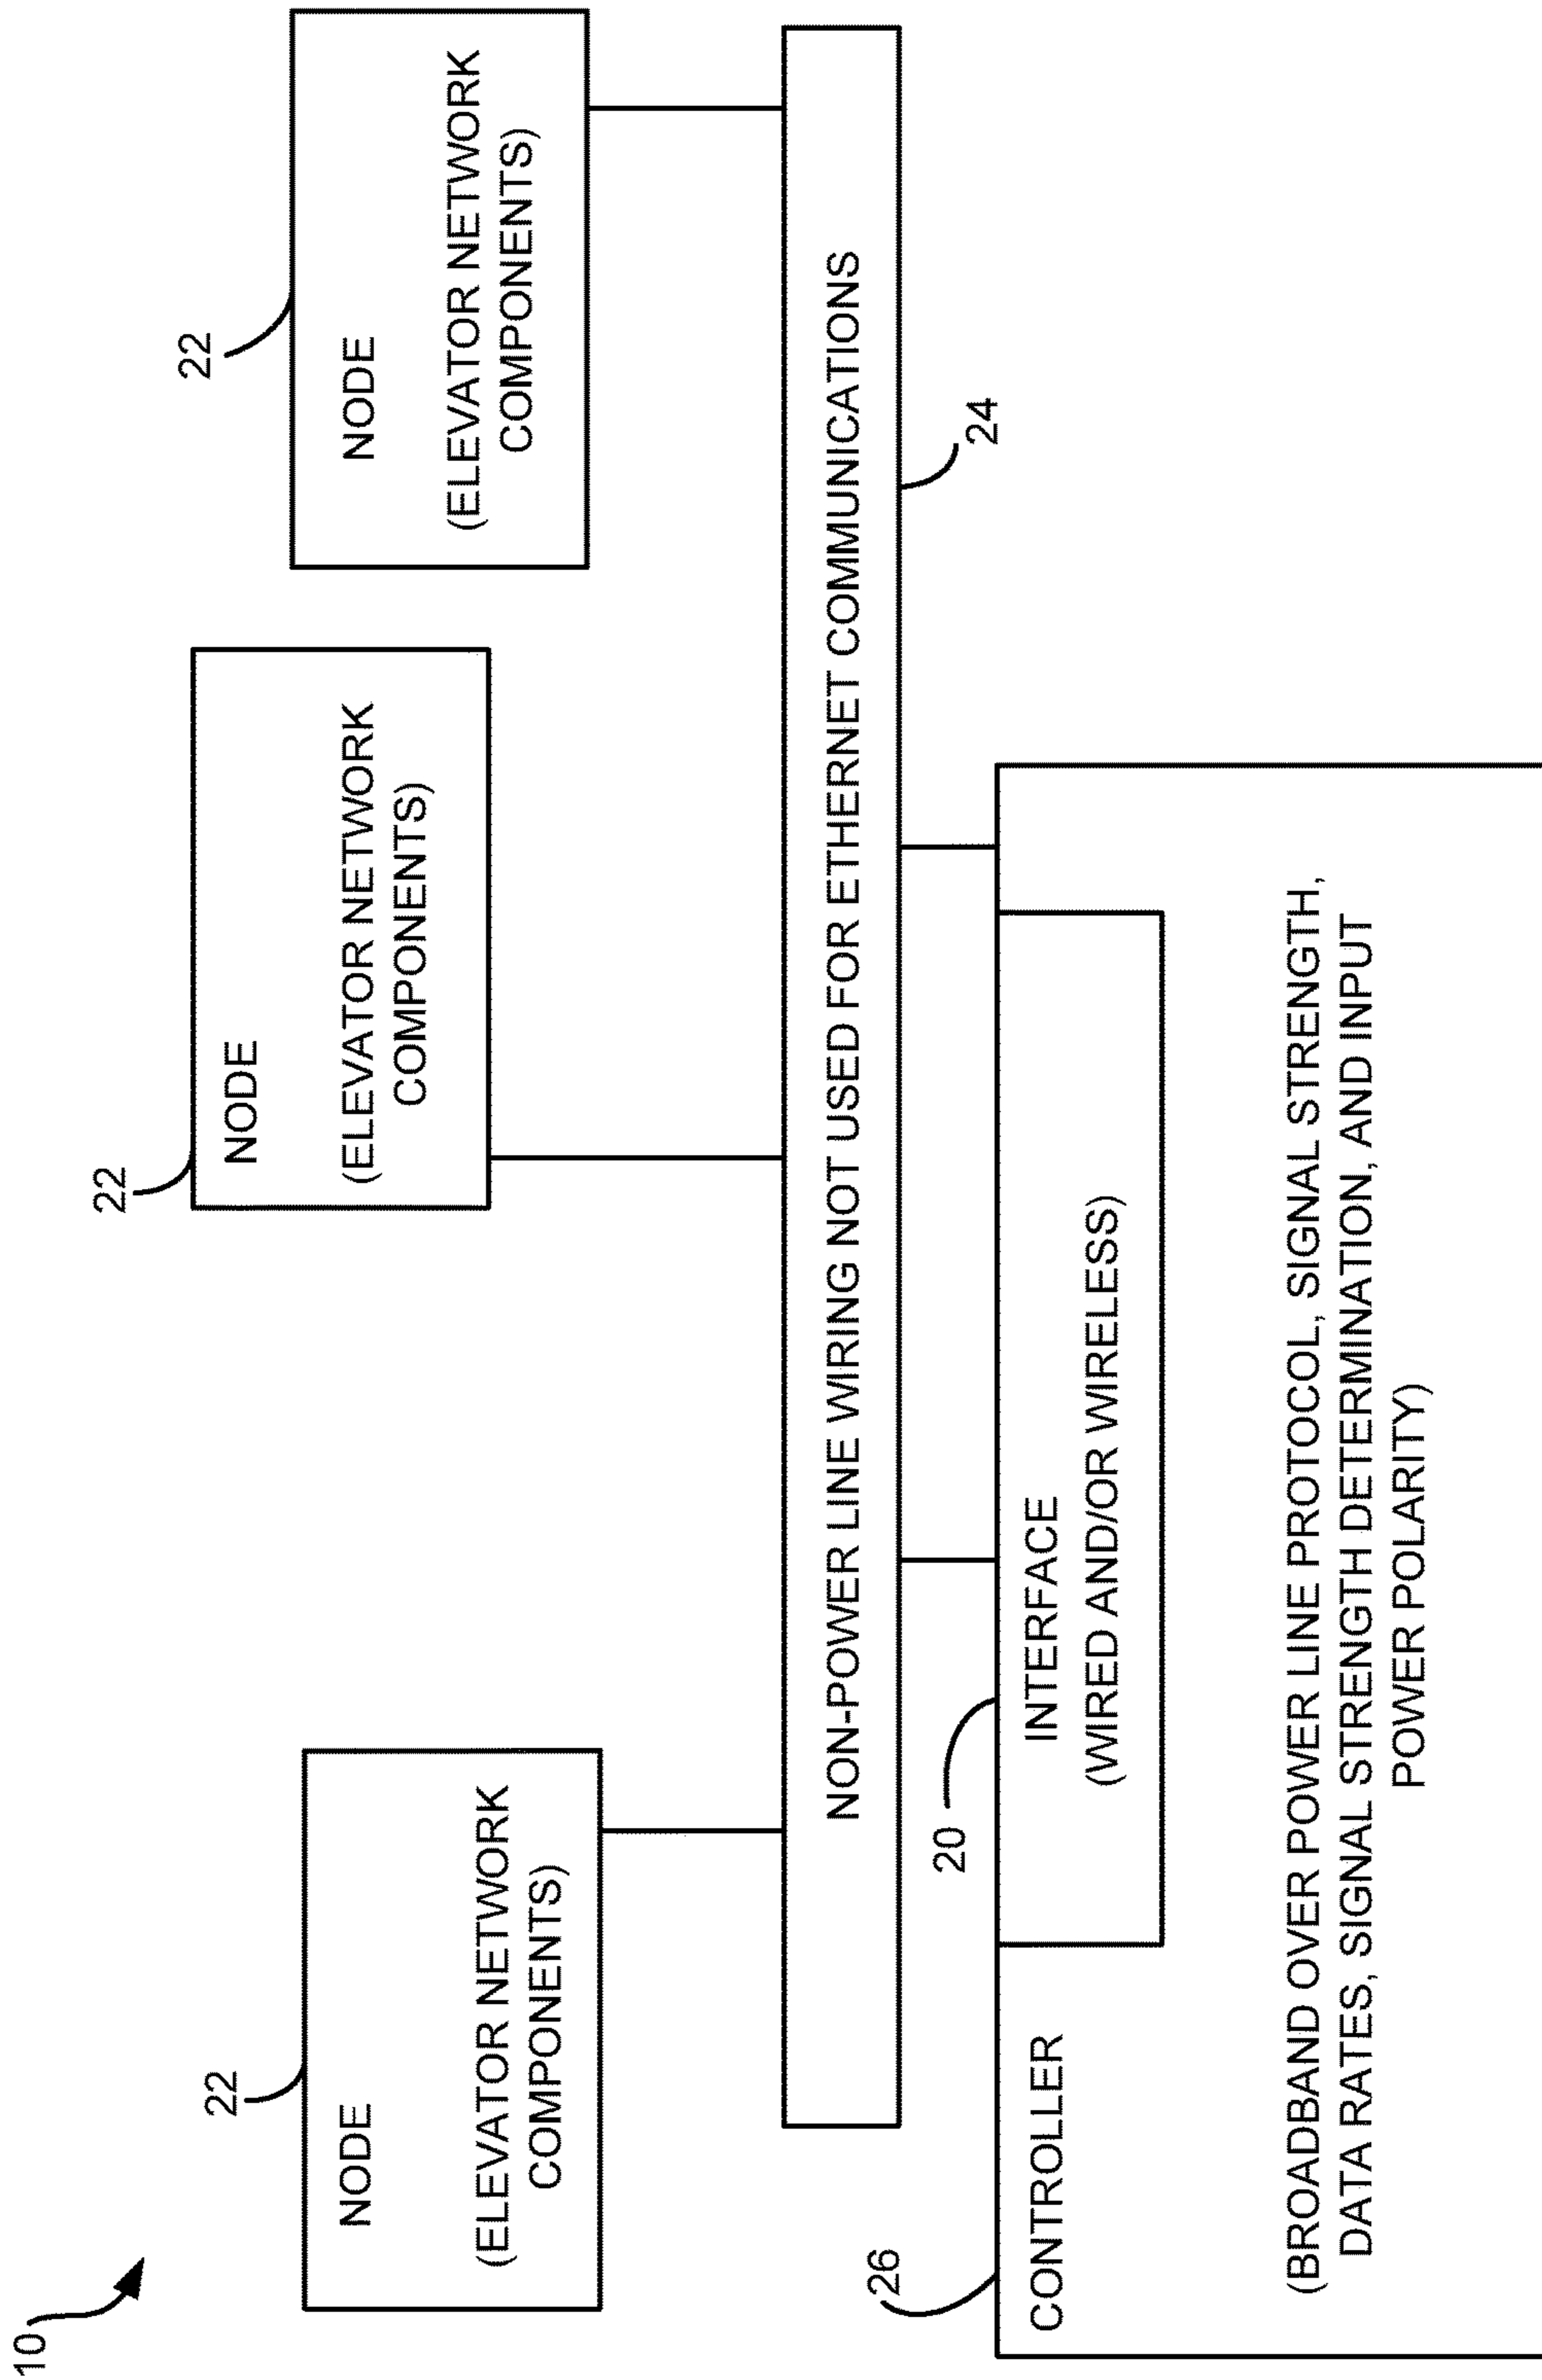 10
22
NODE
(ELEVATOR NETWORK
COMPONENTS)
22
NODE
(ELEVATOR NETWORK
COMPONENTS)
22
NODE
(ELEVATOR NETWORK
COMPONENTS)
NON-POWER LINE WIRING NOT USED FOR ETHERNET COMMUNICATIONS
24
26
CONTROLLER
20
INTERFACE
(WIRED AND/OR WIRELESS)
(BROADBAND OVER POWER LINE PROTOCOL, SIGNAL STRENGTH,
DATA RATES, SIGNAL STRENGTH DETERMINATION, AND INPUT
POWER POLARITY)